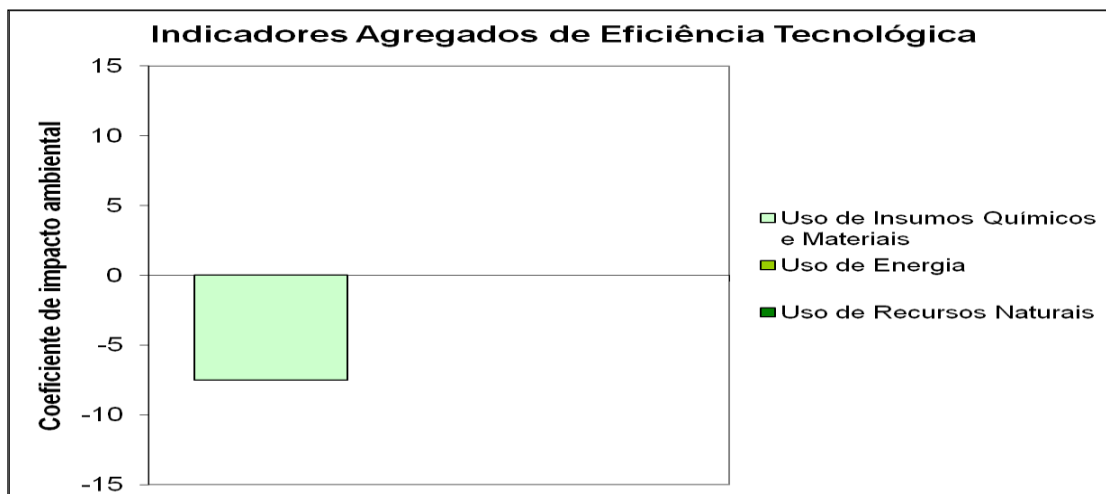 Indicadores Agregados de Eficiência Tecnológica
Coeficiente de impacto ambiental
15
10
5
0
-5
-10
-15
Uso de Insumos Químicos
e Materiais
Uso de Energia
Uso de Recursos Naturais